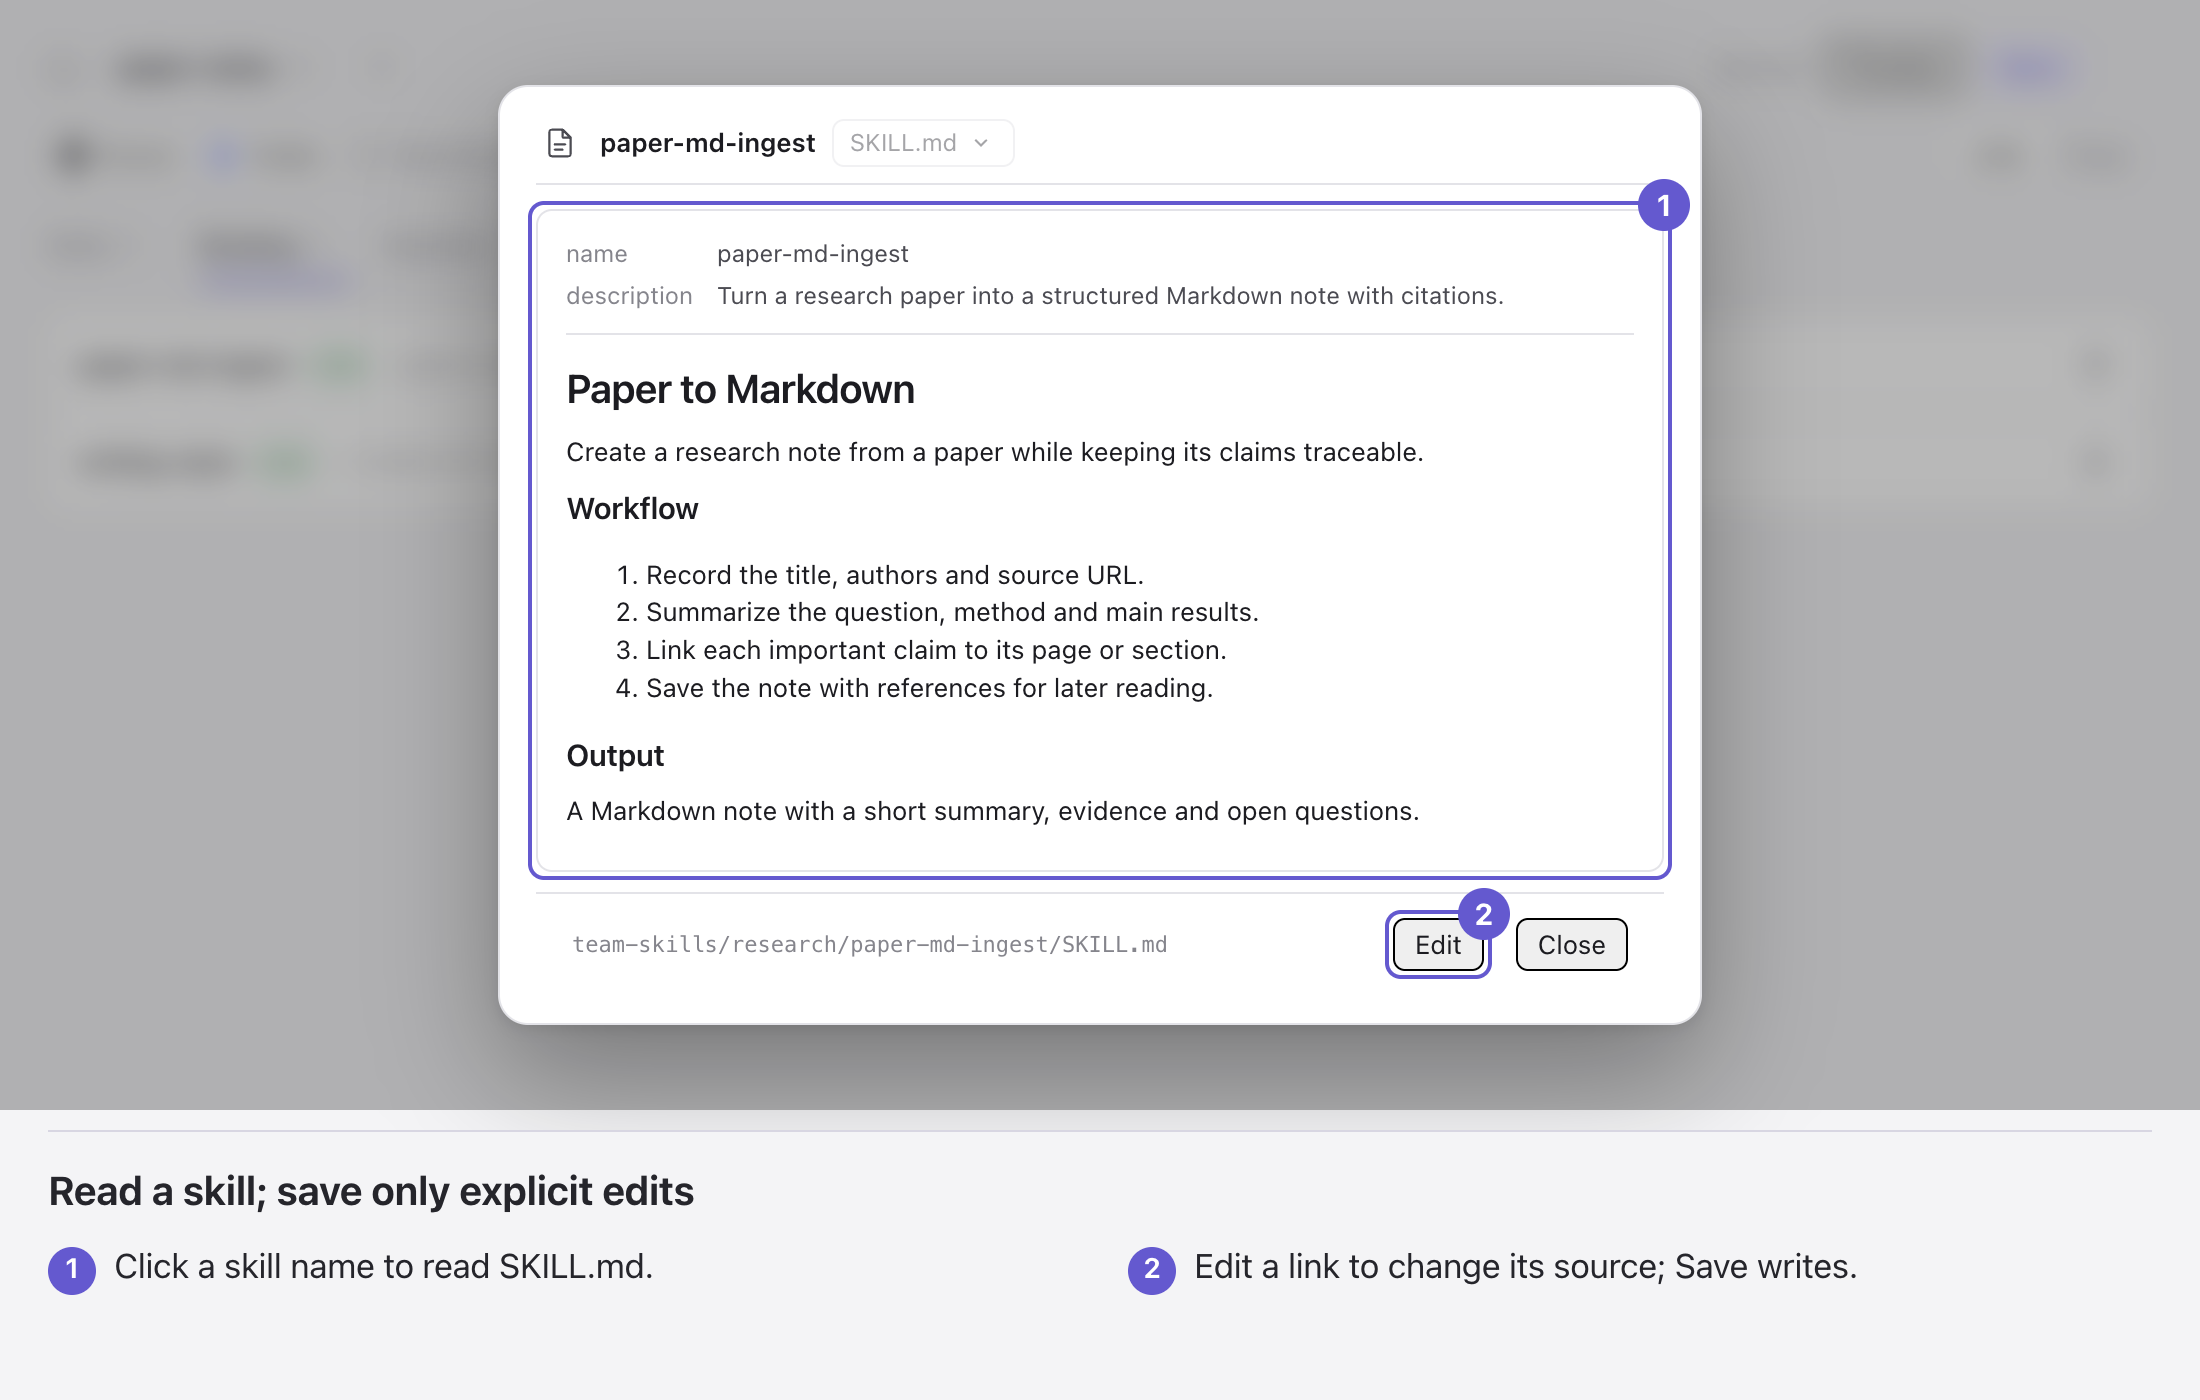 paper-md-ingest SKILL.md
1
name paper-md-ingest
description Turn a research paper into a structured Markdown note with citations.
Paper to Markdown
Create a research note from a paper while keeping its claims traceable.
Workflow
1. Record the title, authors and source URL.
2. Summarize the question, method and main results.
3. Link each important claim to its page or section.
4. Save the note with references for later reading.
Output
A Markdown note with a short summary, evidence and open questions.
2
team-skills/research/paper-md-ingest/SKILL.md Edit Close
Read a skill; save only explicit edits
1 Click a skill name to read SKILL.md.
2 Edit a link to change its source; Save writes.